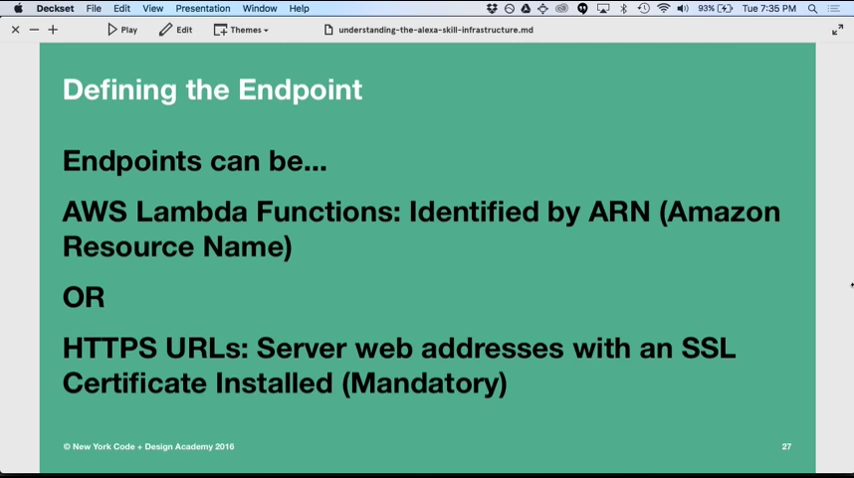 Deckset File Edit View Presentation Window Help 93% Tue 7:35 PM
Play Edit Themes understanding-the-alexa-skill-infrastructure.md
Defining the Endpoint
Endpoints can be...
AWS Lambda Functions: Identified by ARN (Amazon
Resource Name)
OR
HTTPS URLs: Server web addresses with an SSL
Certificate Installed (Mandatory)
© New York Code + Design Academy 2016 27